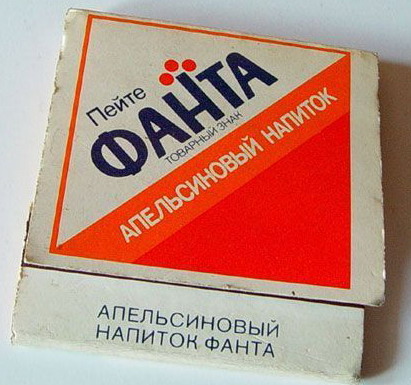 Пейте
ФАНТА
ТОВАРНЫЙ ЗНАК
АПЕЛЬСИНОВЫЙ НАПИТОК
АПЕЛЬСИНОВЫЙ
НАПИТОК ФАНТА